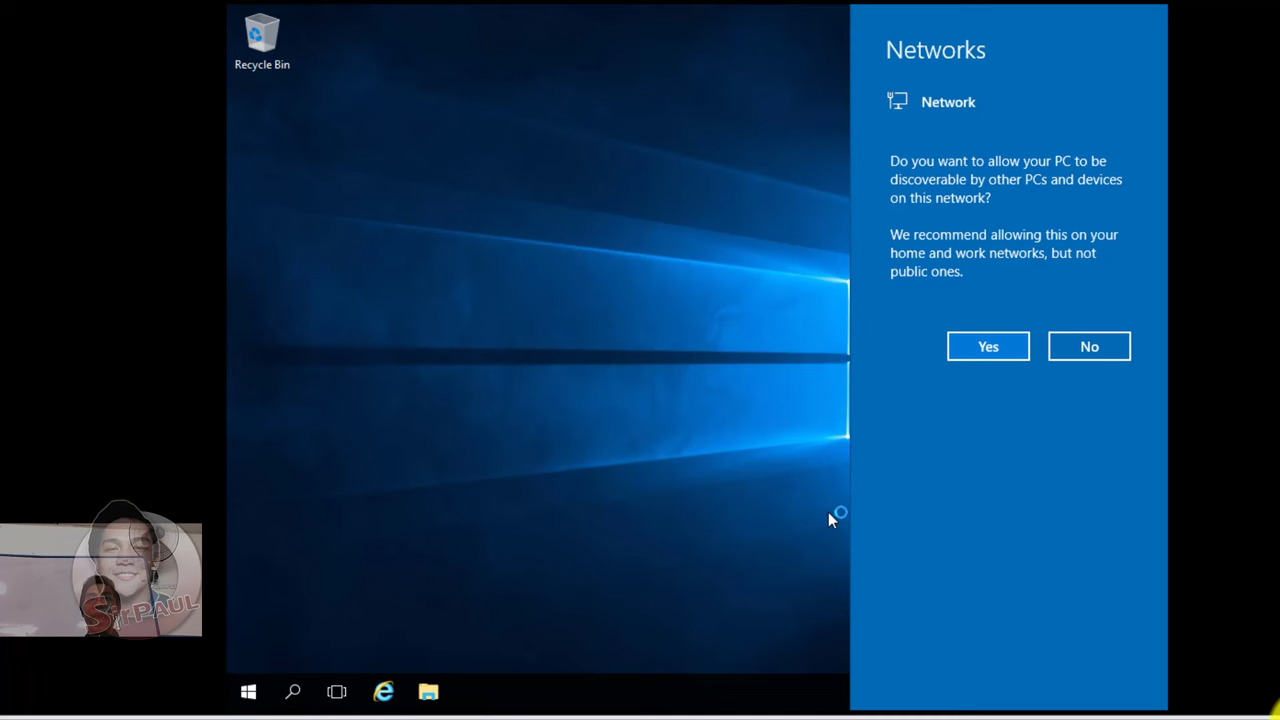 Recycle Bin
Networks
Network
Do you want to allow your PC to be
discoverable by other PCs and devices
on this network?
We recommend allowing this on your
home and work networks, but not
public ones.
Yes
No
SirPAUL